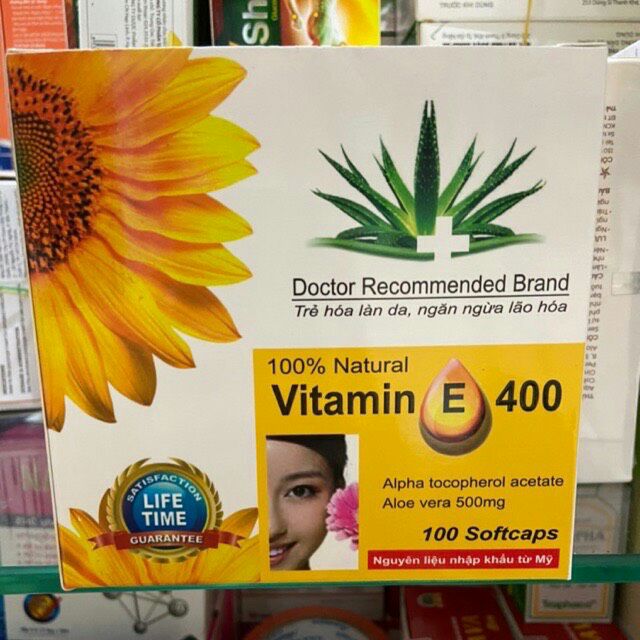 Sh
Doctor Recommended Brand
Trẻ hóa làn da, ngăn ngừa lão hóa
100% Natural
Vitamin E 400
Alpha tocopherol acetate
Aloe vera 500mg
100 Softcaps
Nguyên liệu nhập khẩu từ Mỹ
SATISFACTION
LIFE
TIME
GUARANTEE